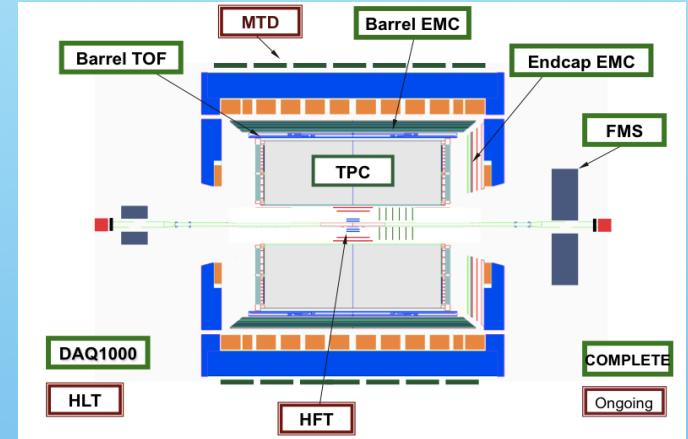 MTD
Barrel EMC
Barrel TOF
Endcap EMC
FMS
TPC
DAQ1000
COMPLETE
HLT
HFT
Ongoing